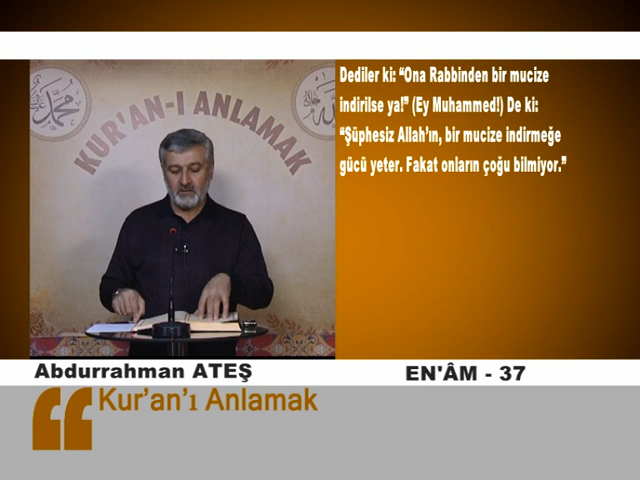 محمد
KUR'AN-I ANLAMAK
Dediler ki: “Ona Rabbinden bir mucize
indirilse ya!” (Ey Muhammed!) De ki:
“Şüphesiz Allah’ın, bir mucize indirmeğe
gücü yeter. Fakat onların çoğu bilmiyor.”
Abdurrahman ATEŞ
EN'ÂM - 37
Kur’an’ı Anlamak